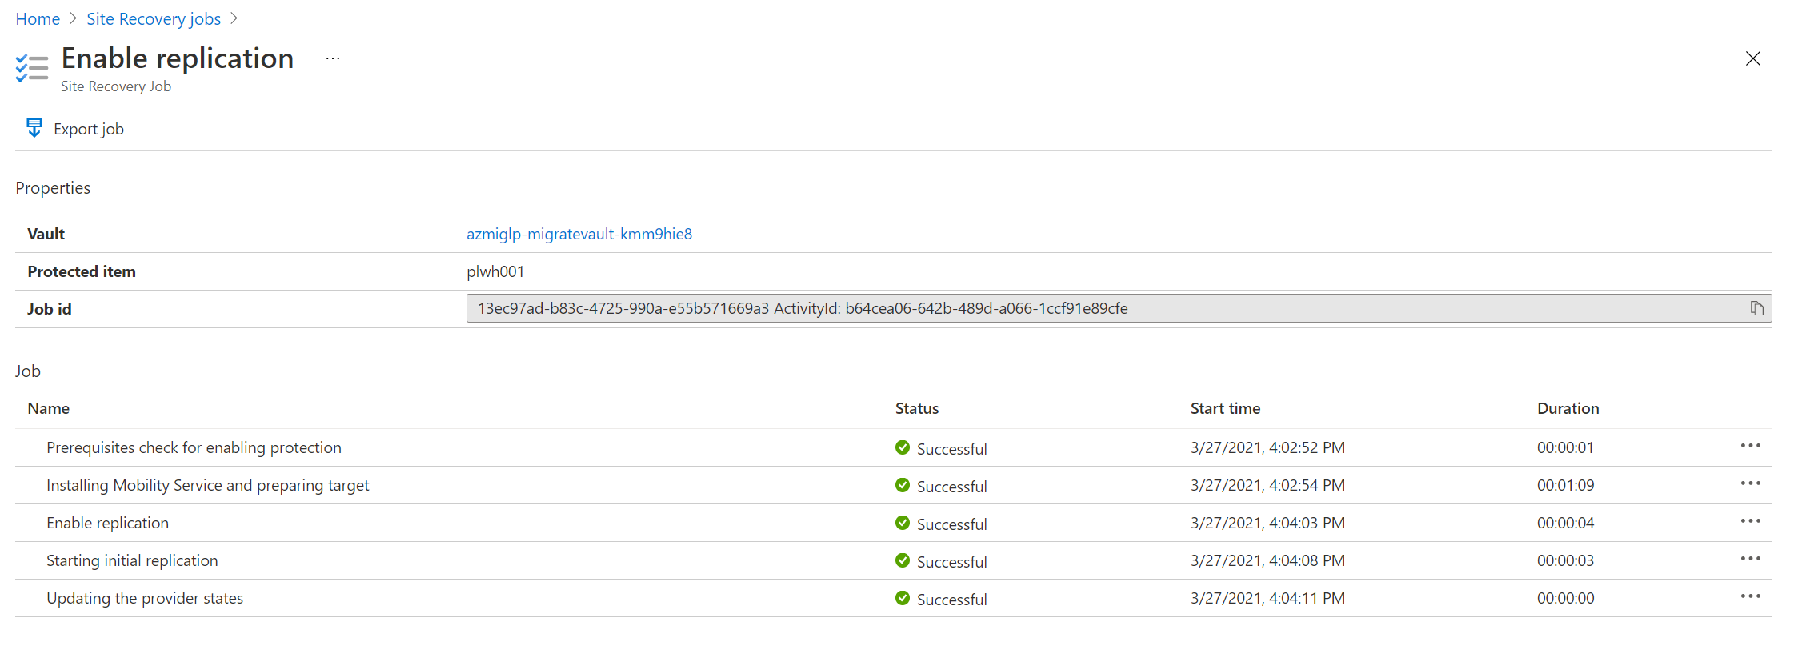 Home > Site Recovery jobs >
Enable replication ...
Site Recovery Job
Export job
Properties
Vault azmiglp-migratevault-kmm9hie8
Protected item plwh001
Job id 13ec97ad-b83c-4725-990a-e55b571669a3 ActivityId: b64cea06-642b-489d-a066-1ccf91e89cfe
Job
Name Status Start time Duration
Prerequisites check for enabling protection Successful 3/27/2021, 4:02:52 PM 00:00:01
Installing Mobility Service and preparing target Successful 3/27/2021, 4:02:54 PM 00:01:09
Enable replication Successful 3/27/2021, 4:04:03 PM 00:00:04
Starting initial replication Successful 3/27/2021, 4:04:08 PM 00:00:03
Updating the provider states Successful 3/27/2021, 4:04:11 PM 00:00:00